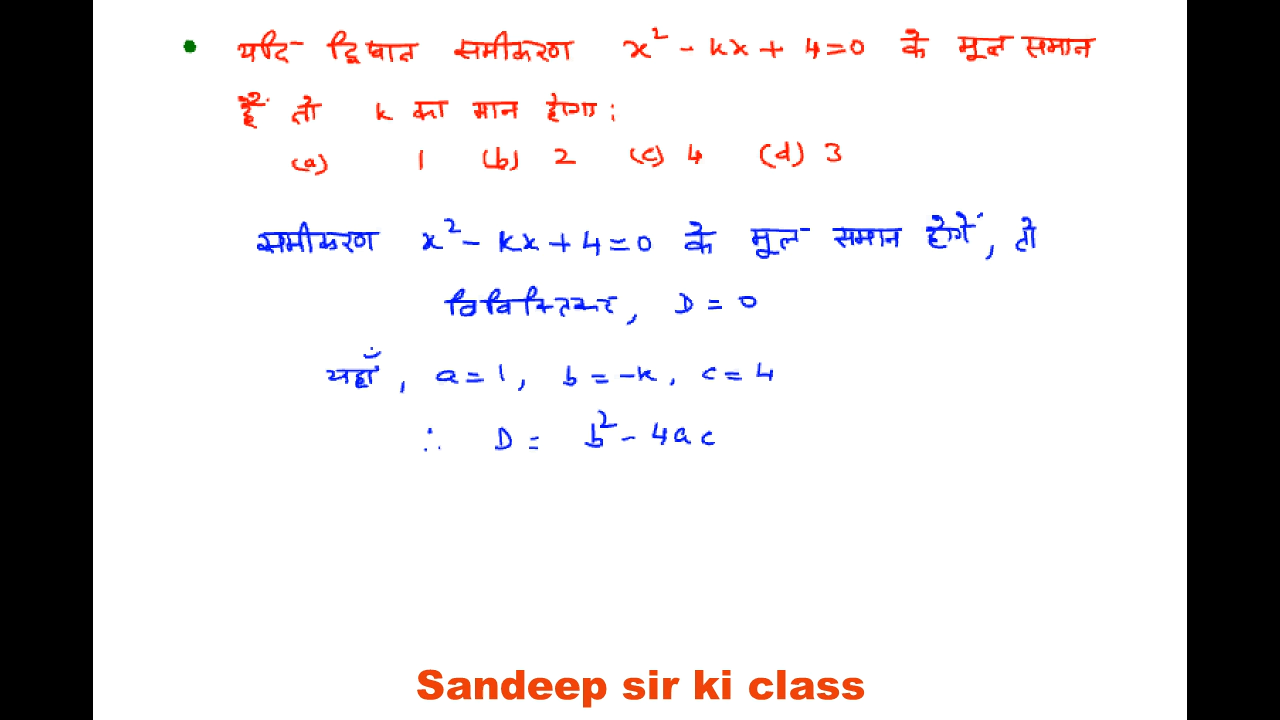 • यदि द्विघात समीकरण x² - kx + 4 = 0 के मूल समान
हैं तो k का मान होगा :
(a) 1 (b) 2 (c) 4 (d) 3
समीकरण x² - kx + 4 = 0 के मूल समान होगें, तो
, D = 0
यहाँ, a = 1, b = -k, c = 4
∴ D = b² - 4ac
Sandeep sir ki class